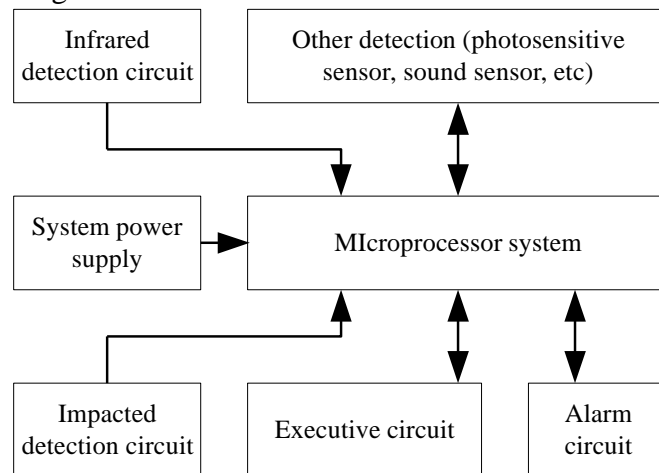 Infrared
detection circuit
Other detection (photosensitive
sensor, sound sensor, etc)
System power
supply
MIcroprocessor system
Impacted
detection circuit
Executive circuit
Alarm
circuit